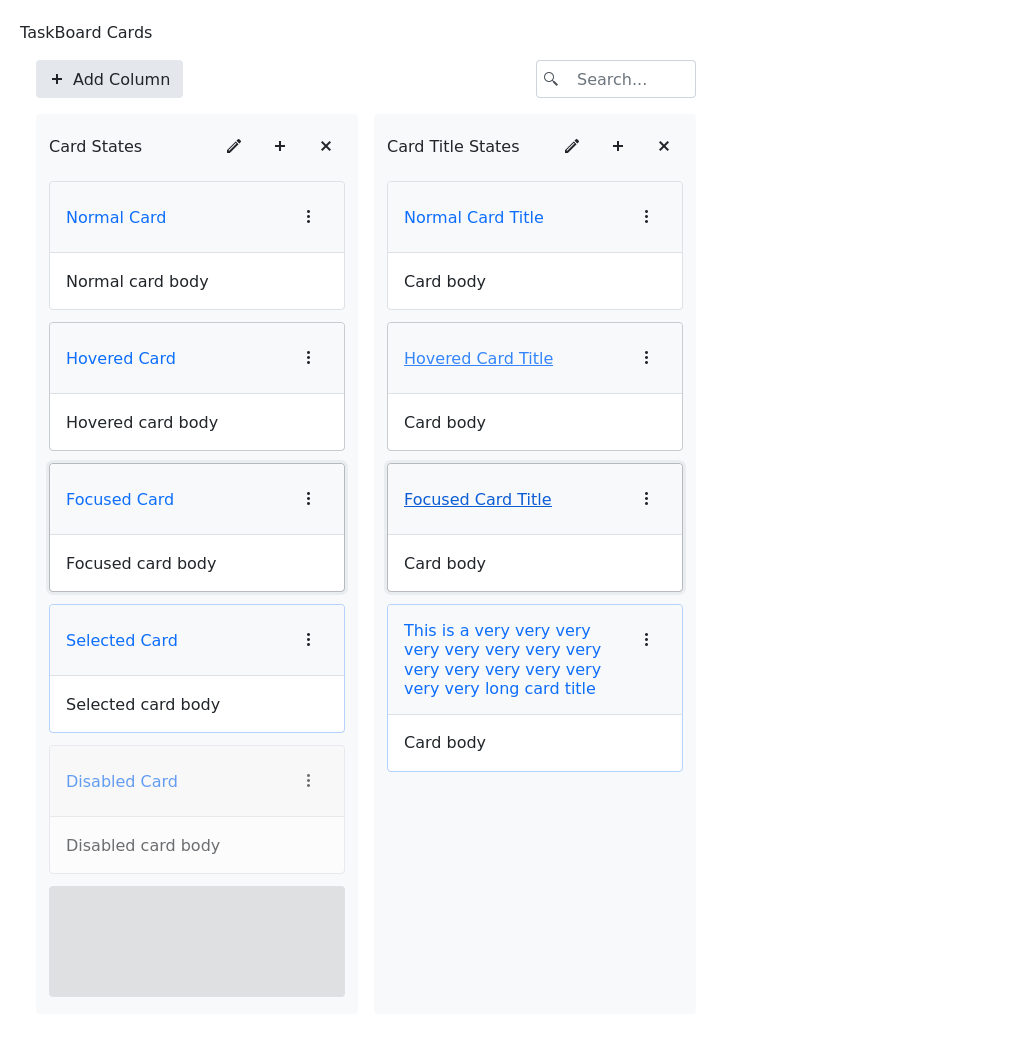 TaskBoard Cards
Add Column
Search...
Card States
Normal Card
Normal card body
Hovered Card
Hovered card body
Focused Card
Focused card body
Selected Card
Selected card body
Disabled Card
Disabled card body
Card Title States
Normal Card Title
Card body
Hovered Card Title
Card body
Focused Card Title
Card body
This is a very very very
very very very very very
very very very very very
very very long card title
Card body